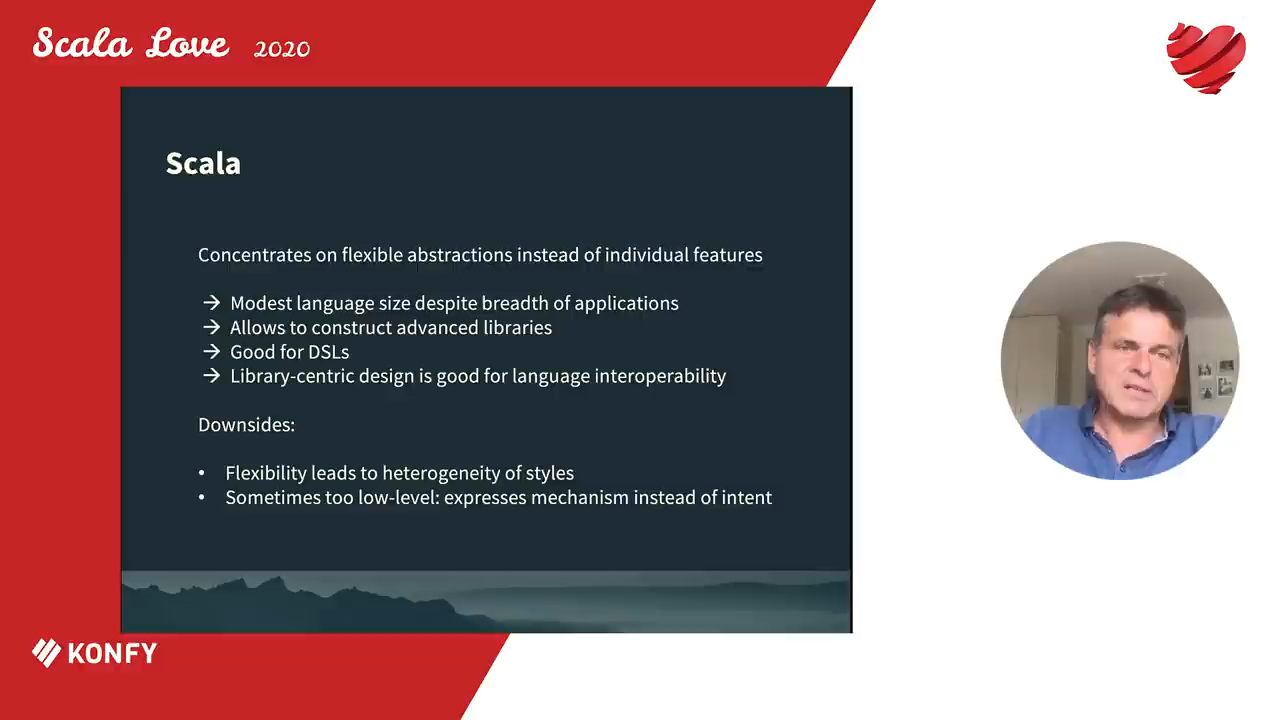 Scala Love 2020
Scala
Concentrates on flexible abstractions instead of individual features
→ Modest language size despite breadth of applications
→ Allows to construct advanced libraries
→ Good for DSLs
→ Library-centric design is good for language interoperability
Downsides:
• Flexibility leads to heterogeneity of styles
• Sometimes too low-level: expresses mechanism instead of intent
KONFY